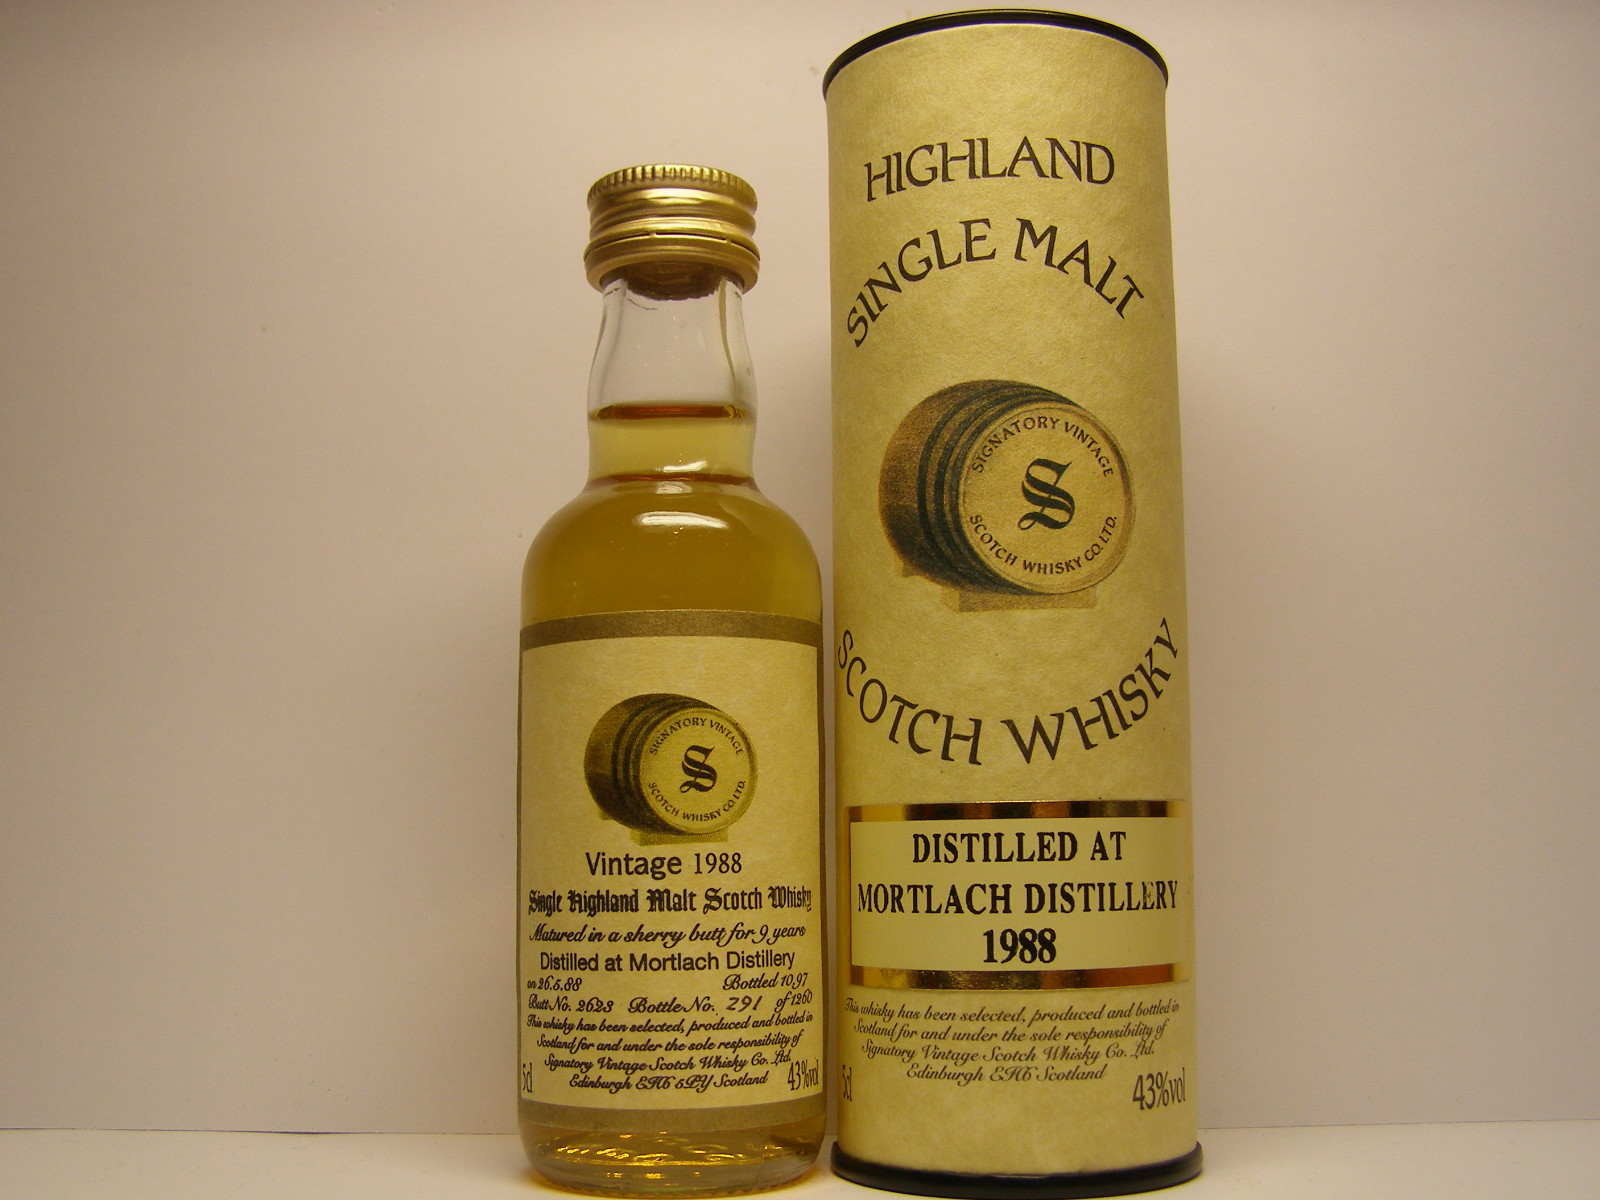 SIGNATORY VINTAGE
S
SCOTCH WHISKY CO. LTD.
Vintage 1988
Single Highland Malt Scotch Whisky
Matured in a sherry butt for 9 years
Distilled at Mortlach Distillery
on 26.5.88 Bottled 10.97
Butt No. 2623 Bottle No. 291 of 1260
This whisky has been selected, produced and bottled in
Scotland for and under the sole responsibility of
Signatory Vintage Scotch Whisky Co. Ltd.
Edinburgh EH6 5PY Scotland
5cl 43%vol
HIGHLAND
SINGLE MALT
SIGNATORY VINTAGE
S
SCOTCH WHISKY CO. LTD.
SCOTCH WHISKY
DISTILLED AT
MORTLACH DISTILLERY
1988
This whisky has been selected, produced and bottled in
Scotland for and under the sole responsibility of
Signatory Vintage Scotch Whisky Co. Ltd.
Edinburgh EH6 Scotland
5cl 43%vol